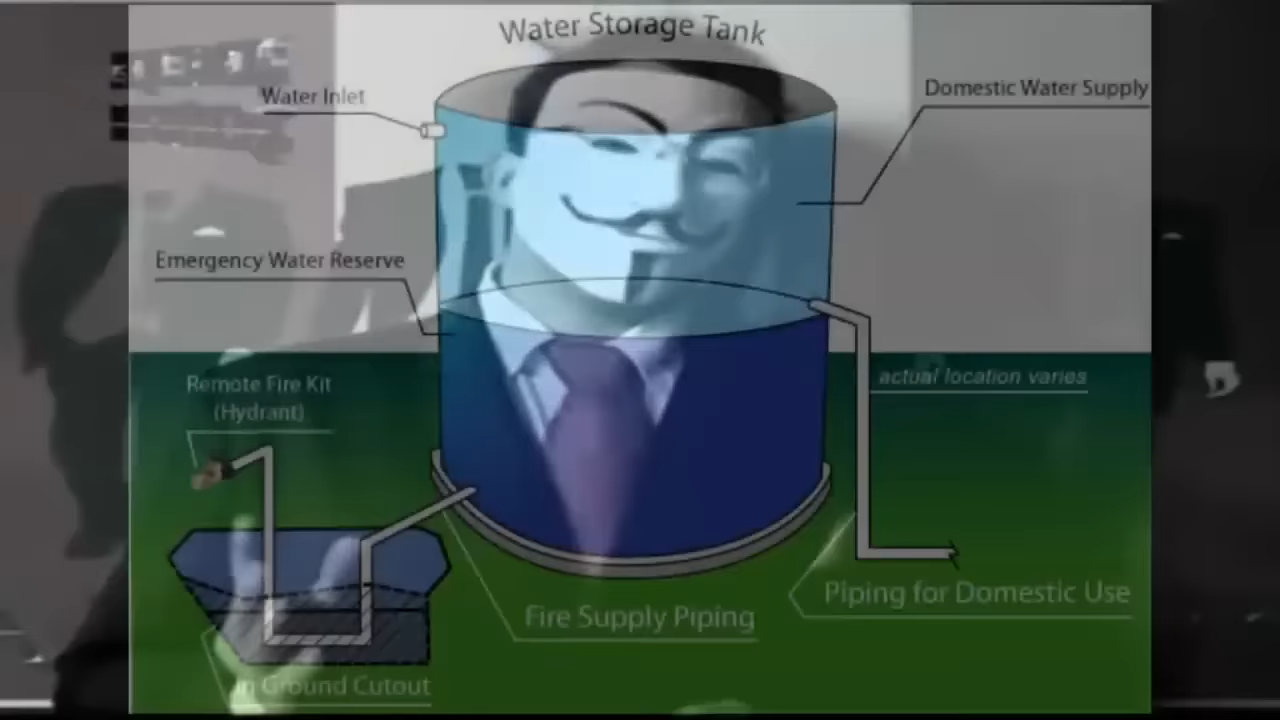 Water Storage Tank
Water Inlet
Domestic Water Supply
Emergency Water Reserve
Remote Fire Kit
(Hydrant)
actual location varies
Piping for Domestic Use
Fire Supply Piping
In Ground Cutout